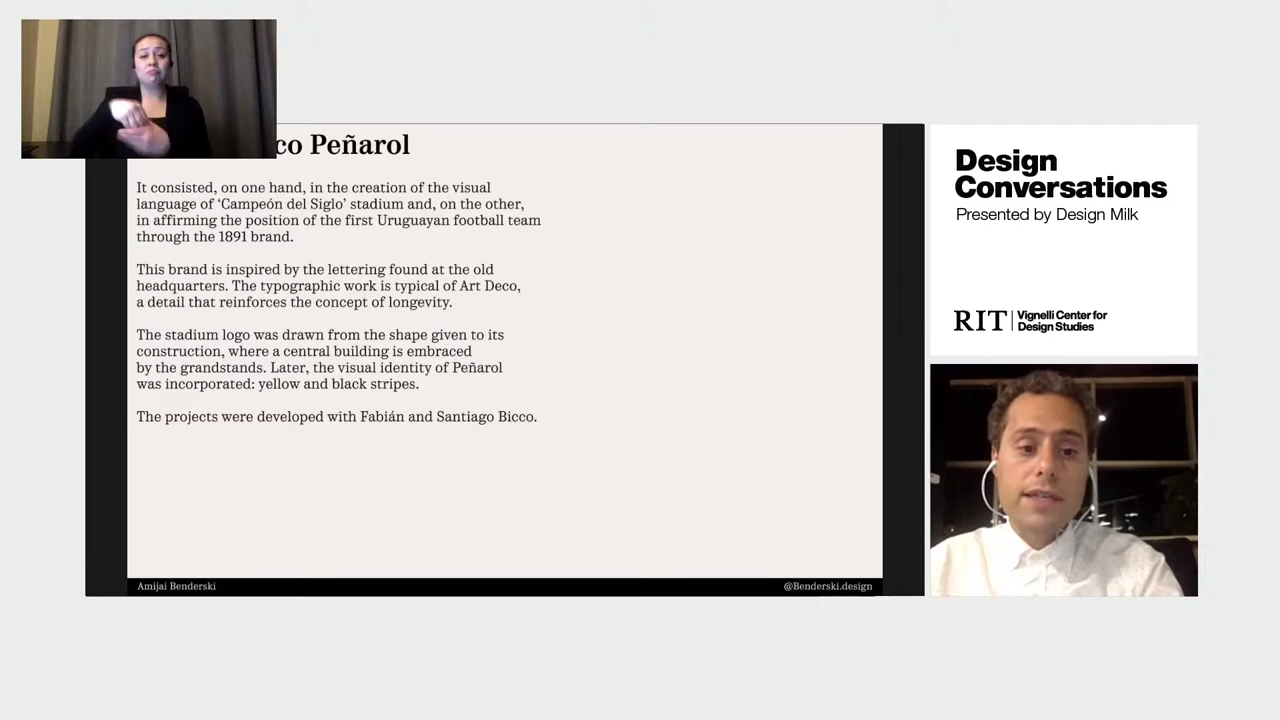 Peñarol
It consisted, on one hand, in the creation of the visual
language of ‘Campeón del Siglo’ stadium and, on the other,
in affirming the position of the first Uruguayan football team
through the 1891 brand.
This brand is inspired by the lettering found at the old
headquarters. The typographic work is typical of Art Deco,
a detail that reinforces the concept of longevity.
The stadium logo was drawn from the shape given to its
construction, where a central building is embraced
by the grandstands. Later, the visual identity of Peñarol
was incorporated: yellow and black stripes.
The projects were developed with Fabián and Santiago Bicco.
Amijai Benderski
@Benderski.design
Design
Conversations
Presented by Design Milk
RIT
Vignelli Center for
Design Studies